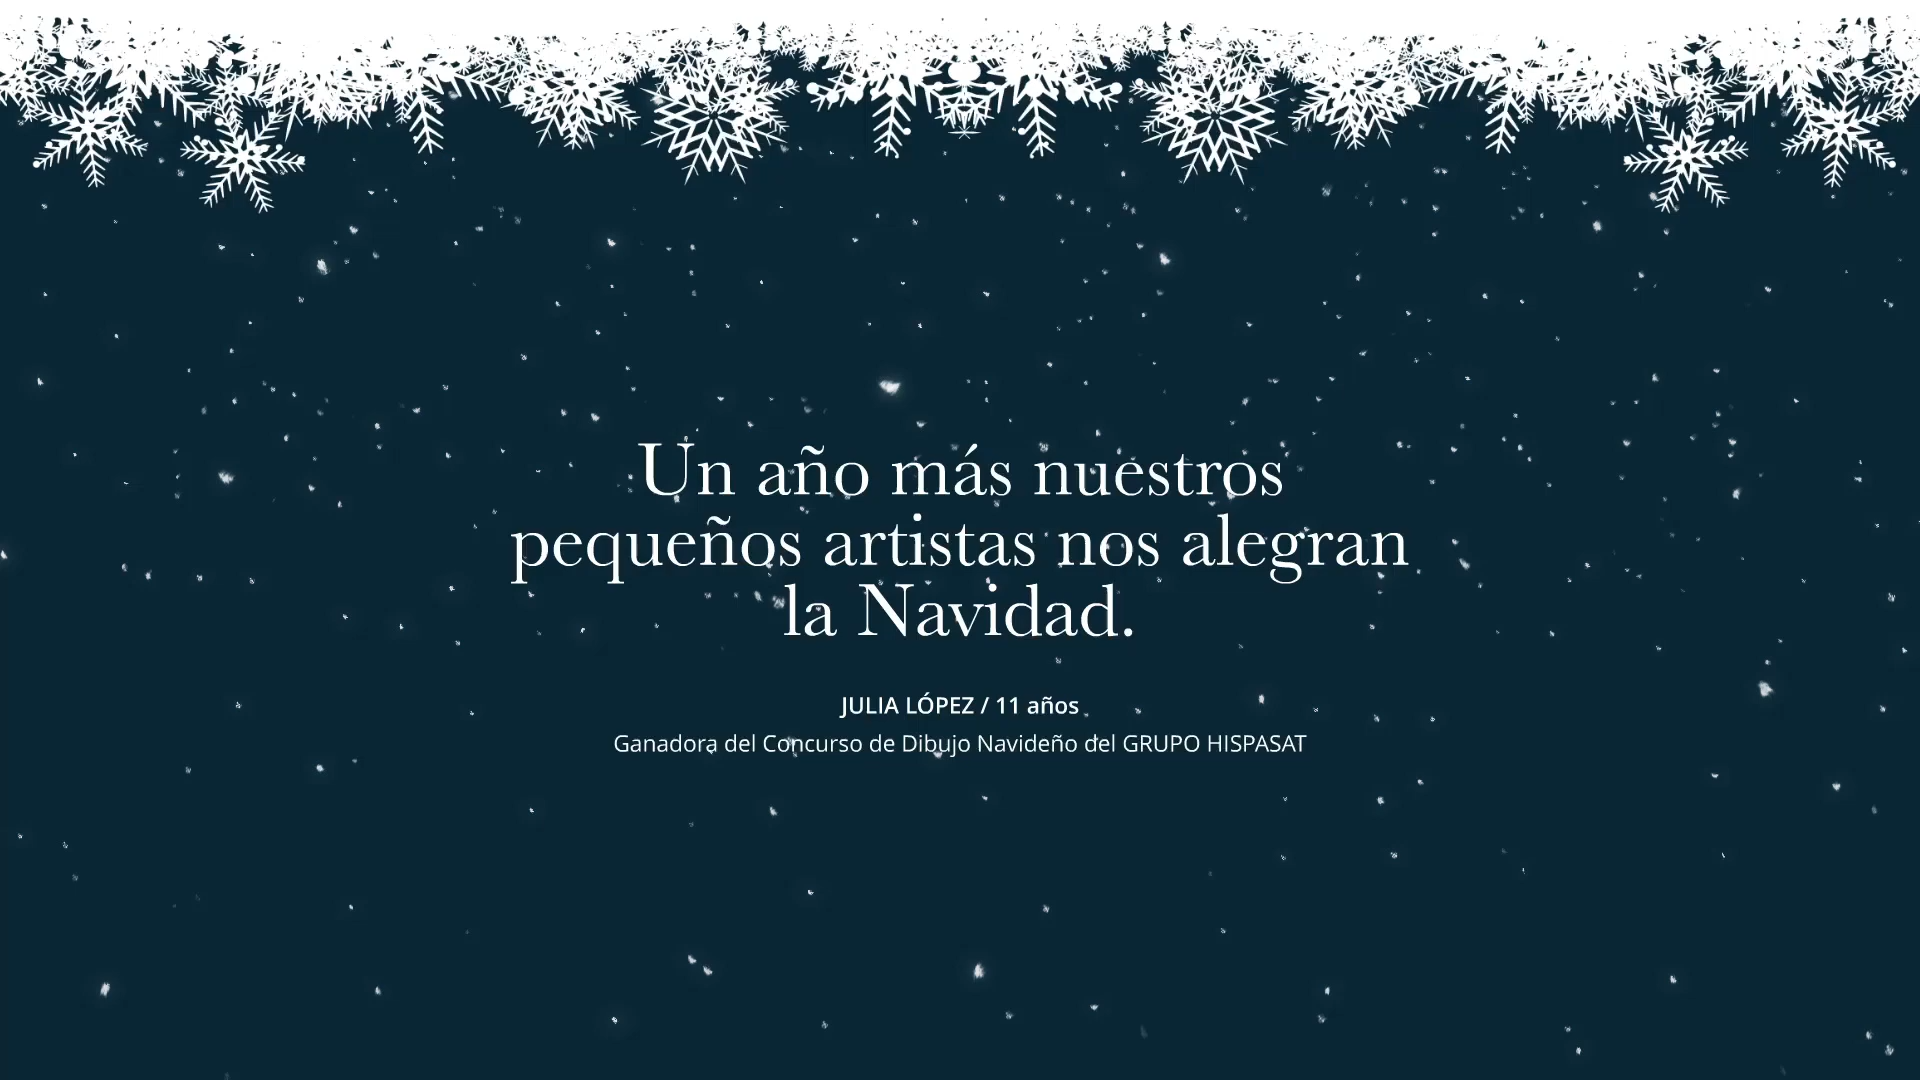 Un año más nuestros
pequeños artistas nos alegran
la Navidad.
JULIA LÓPEZ / 11 años
Ganadora del Concurso de Dibujo Navideño del GRUPO HISPASAT